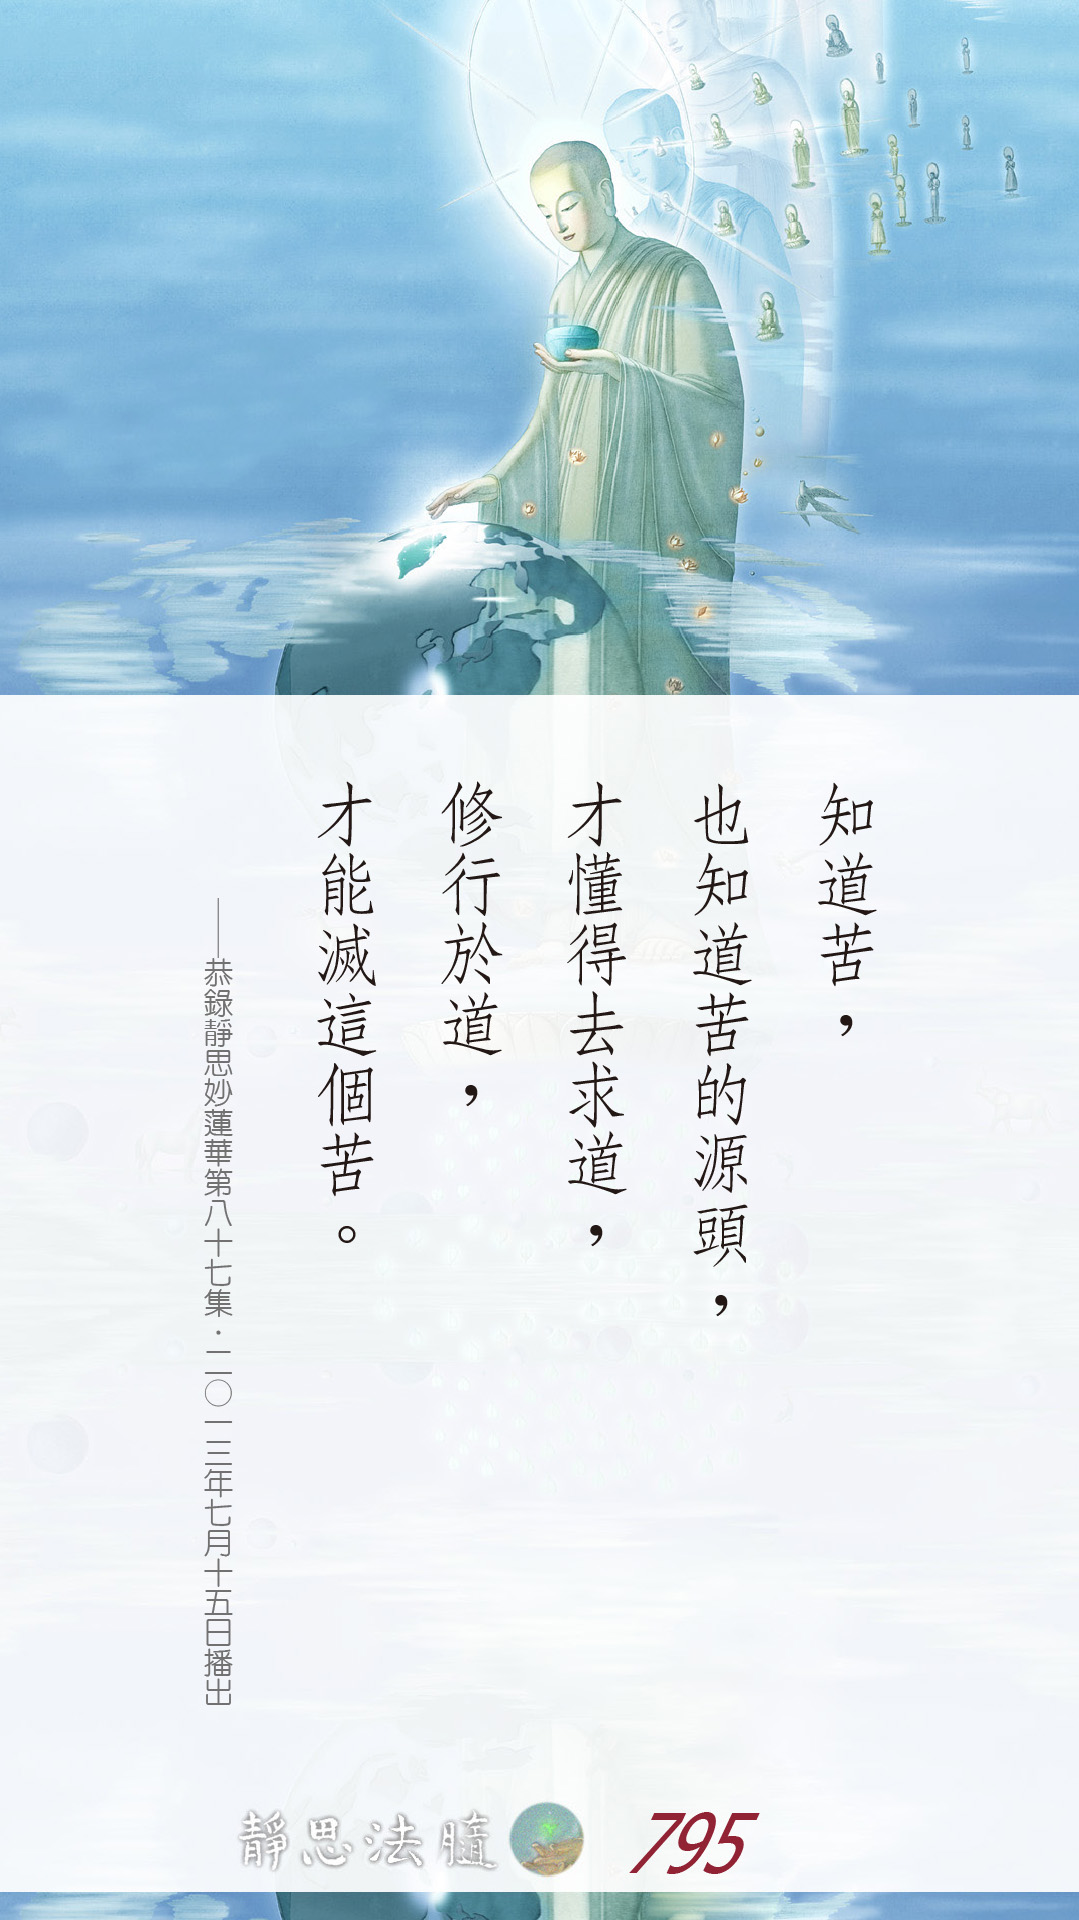 知道苦，
也知道苦的源頭，
才懂得去求道，
修行於道，
才能滅這個苦。
——恭錄靜思妙蓮華第八十七集．二〇一三年七月十五日播出
靜思法髓
795